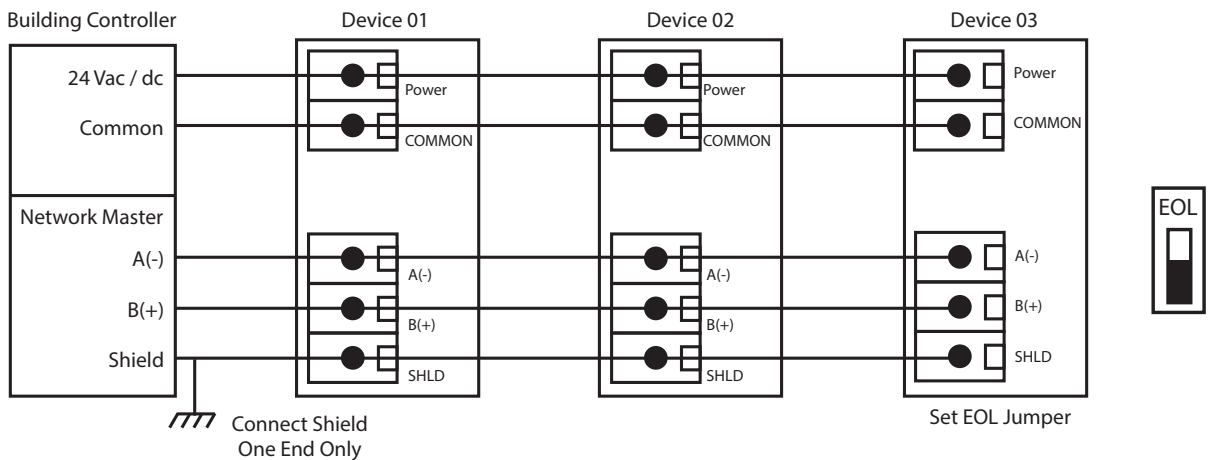 Building Controller
Device 01
Device 02
Device 03
24 Vac / dc
Power
Power
Power
Common
COMMON
COMMON
COMMON
Network Master
EOL
A(-)
A(-)
A(-)
A(-)
B(+)
B(+)
B(+)
B(+)
Shield
SHLD
SHLD
SHLD
Connect Shield
One End Only
Set EOL Jumper